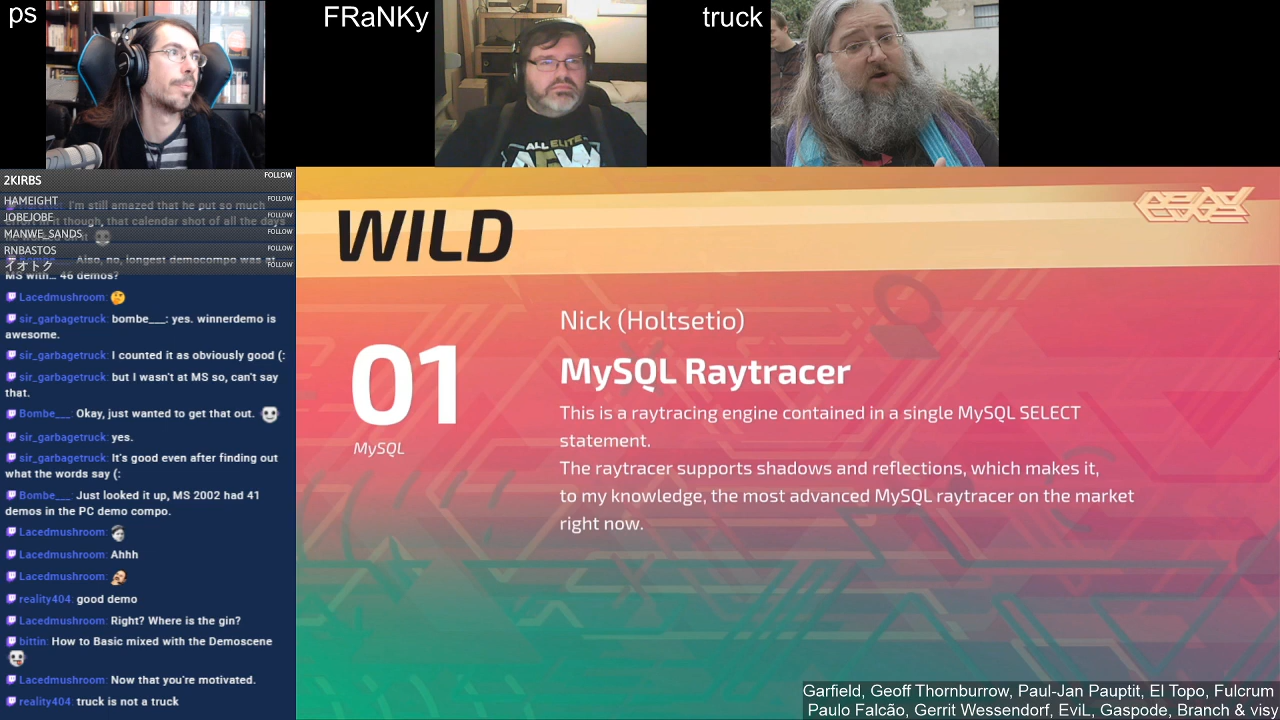 ps
FRaNKy
truck
ALL ELITE
2KIRBS
FOLLOW
HAMEIGHT
FOLLOW
I'm still amazed that he put so much
JOBEJOBE
FOLLOW
it though, that calendar shot of all the days
MANWE_SANDS
FOLLOW
RNBASTOS
FOLLOW
Also, no, longest democompo was at
イオトク
FOLLOW
MS with... 46 demos?
Lacedmushroom:
sir_garbagetruck: bombe___: yes. winnerdemo is
awesome.
sir_garbagetruck: I counted it as obviously good (:
sir_garbagetruck: but I wasn't at MS so, can't say
that.
Bombe___: Okay, just wanted to get that out.
sir_garbagetruck: yes.
sir_garbagetruck: It's good even after finding out
what the words say (:
Bombe___: Just looked it up, MS 2002 had 41
demos in the PC demo compo.
Lacedmushroom:
Lacedmushroom: Ahhh
Lacedmushroom:
reality404: good demo
Lacedmushroom: Right? Where is the gin?
bittin: How to Basic mixed with the Demoscene
Lacedmushroom: Now that you're motivated.
reality404: truck is not a truck
WILD
01
MySQL
Nick (Holtsetio)
MySQL Raytracer
This is a raytracing engine contained in a single MySQL SELECT
statement.
The raytracer supports shadows and reflections, which makes it,
to my knowledge, the most advanced MySQL raytracer on the market
right now.
Garfield, Geoff Thornburrow, Paul-Jan Pauptit, El Topo, Fulcrum
Paulo Falcão, Gerrit Wessendorf, EviL, Gaspode, Branch & visy